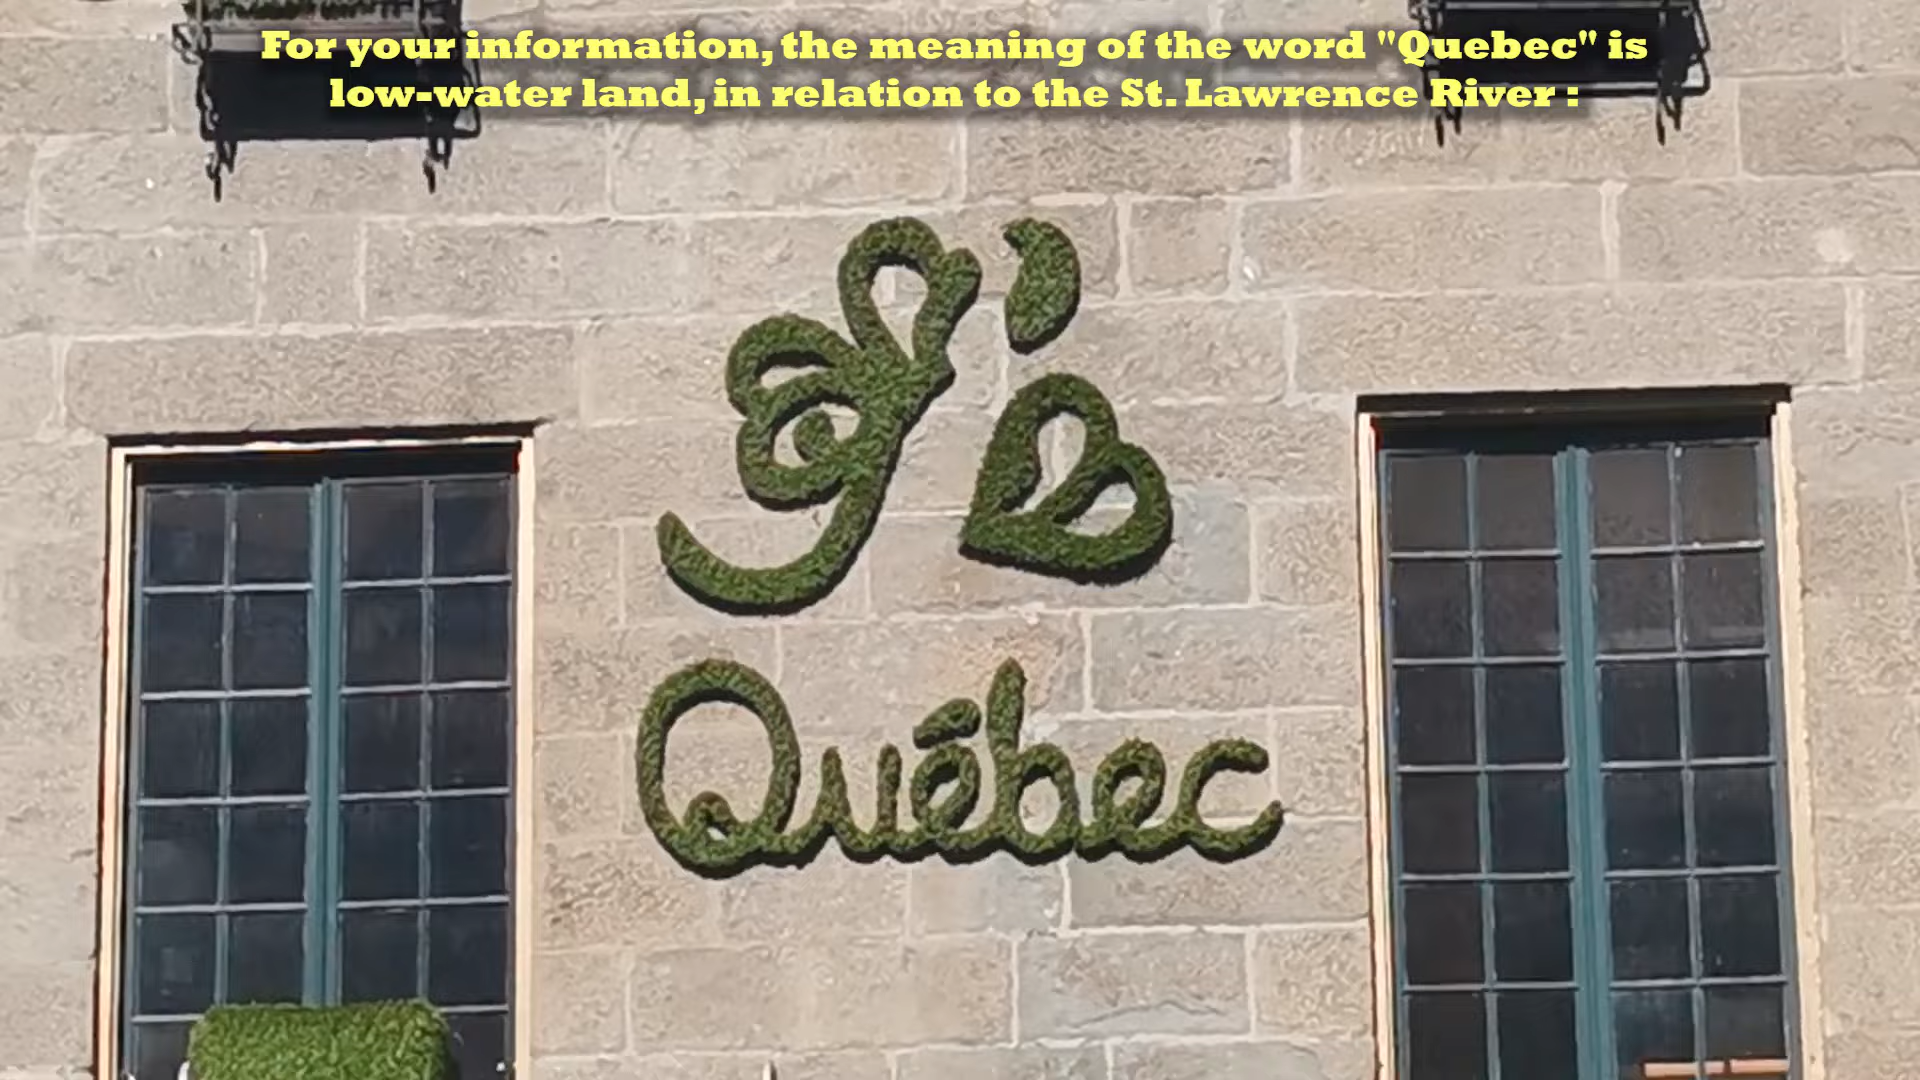 For your information, the meaning of the word "Quebec" is
low-water land, in relation to the St. Lawrence River :
Québec